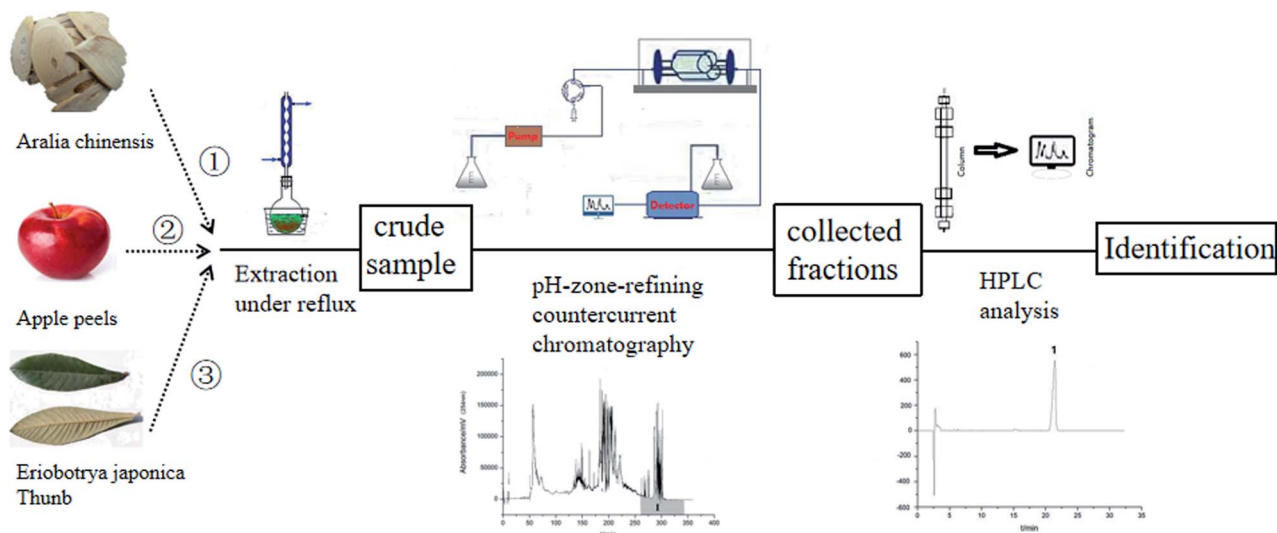 Aralia chinensis
①
②
Apple peels
③
Eriobotrya japonica
Thunb
Extraction
under reflux
crude
sample
Pump
E
Detector
E
pH-zone-refining
countercurrent
chromatography
Absorbance/mV (254nm)
200000
150000
100000
50000
0
0 50 100 150 200 250 300 350 400
I
collected
fractions
Column
Chromatogram
HPLC
analysis
1
600
400
200
0
-200
-400
-600
0 5 10 15 20 25 30 35
t/min
Identification